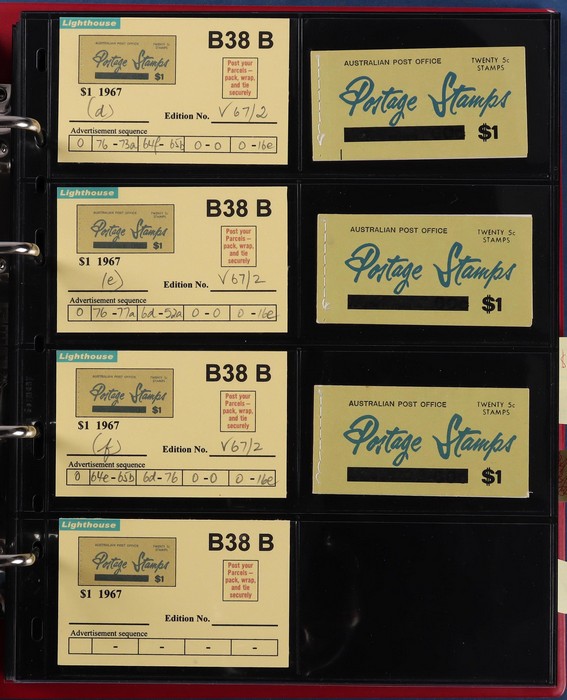 Lighthouse
AUSTRALIAN POST OFFICE
Postage Stamps
$1
B38 B
Post your
Parcels –
pack, wrap,
and tie
securely
$1 1967
(d)
Edition No. V67/2
Advertisement sequence
0 76-73a 64f-65b 0-0 0-16e
AUSTRALIAN POST OFFICE
TWENTY 5c
STAMPS
Postage Stamps
$1
Lighthouse
AUSTRALIAN POST OFFICE
TWENTY 5c
STAMPS
Postage Stamps
$1
B38 B
Post your
Parcels –
pack, wrap,
and tie
securely
$1 1967
(e)
Edition No. V67/2
Advertisement sequence
0 76-77a 6d-52a 0-0 0-16e
AUSTRALIAN POST OFFICE
TWENTY 5c
STAMPS
Postage Stamps
$1
Lighthouse
AUSTRALIAN POST OFFICE
Postage Stamps
$1
B38 B
Post your
Parcels –
pack, wrap,
and tie
securely
$1 1967
(f)
Edition No. V67/2
Advertisement sequence
0 64e-65b 6d-76 0-0 0-16e
AUSTRALIAN POST OFFICE
TWENTY 5c
STAMPS
Postage Stamps
$1
Lighthouse
AUSTRALIAN POST OFFICE
TWENTY 5c
STAMPS
Postage Stamps
$1
B38 B
Post your
Parcels –
pack, wrap,
and tie
securely
$1 1967
Edition No.
Advertisement sequence
- - - -